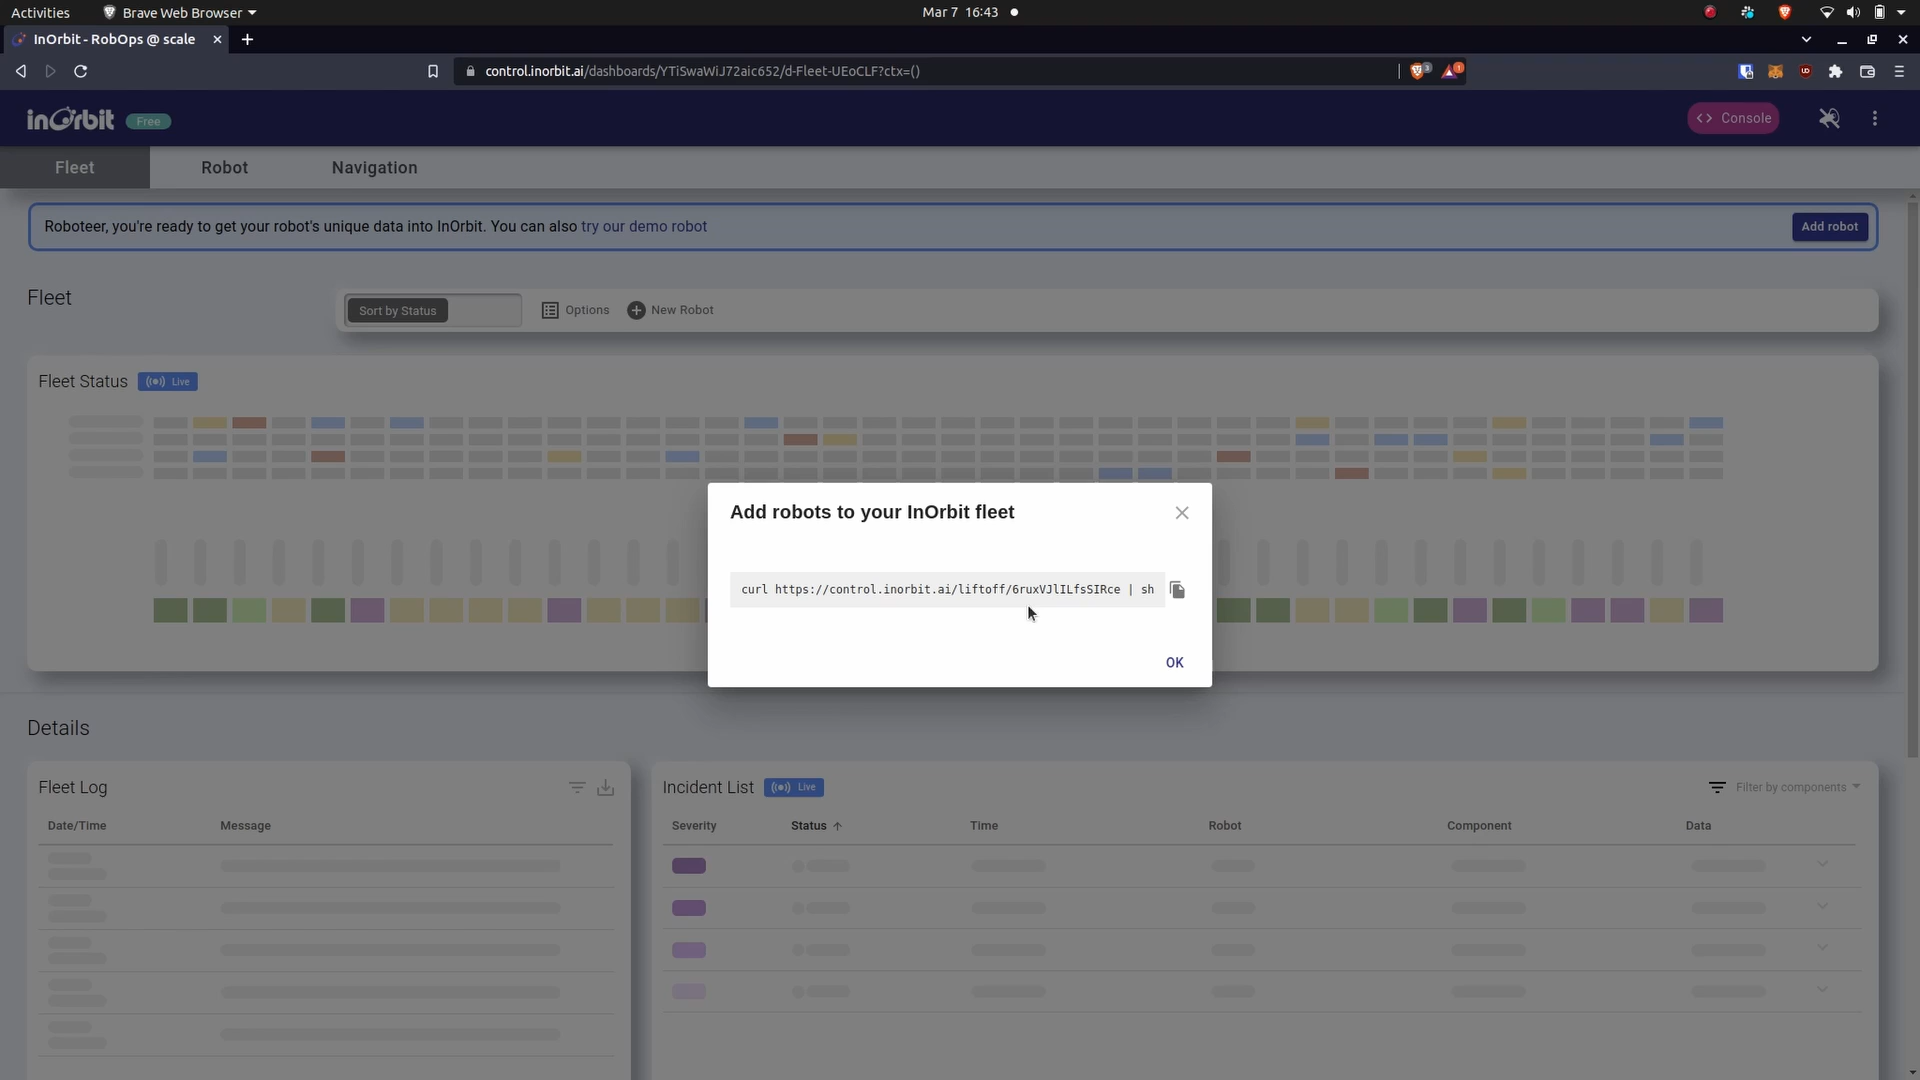 Activities
Brave Web Browser
Mar 7 16:43
InOrbit - RobOps @ scale
control.inorbit.ai/dashboards/YTiSwaWiJ72aic652/d-Fleet-UEoCLF?ctx=()
inOrbit
Free
Console
Fleet
Robot
Navigation
Roboteer, you're ready to get your robot's unique data into InOrbit. You can also try our demo robot
Add robot
Fleet
Sort by Status
Options
New Robot
Fleet Status
Live
Add robots to your InOrbit fleet
curl https://control.inorbit.ai/liftoff/6ruxVJlILfsSIRce | sh
OK
Details
Fleet Log
Date/Time
Message
Incident List
Live
Filter by components
Severity
Status
Time
Robot
Component
Data